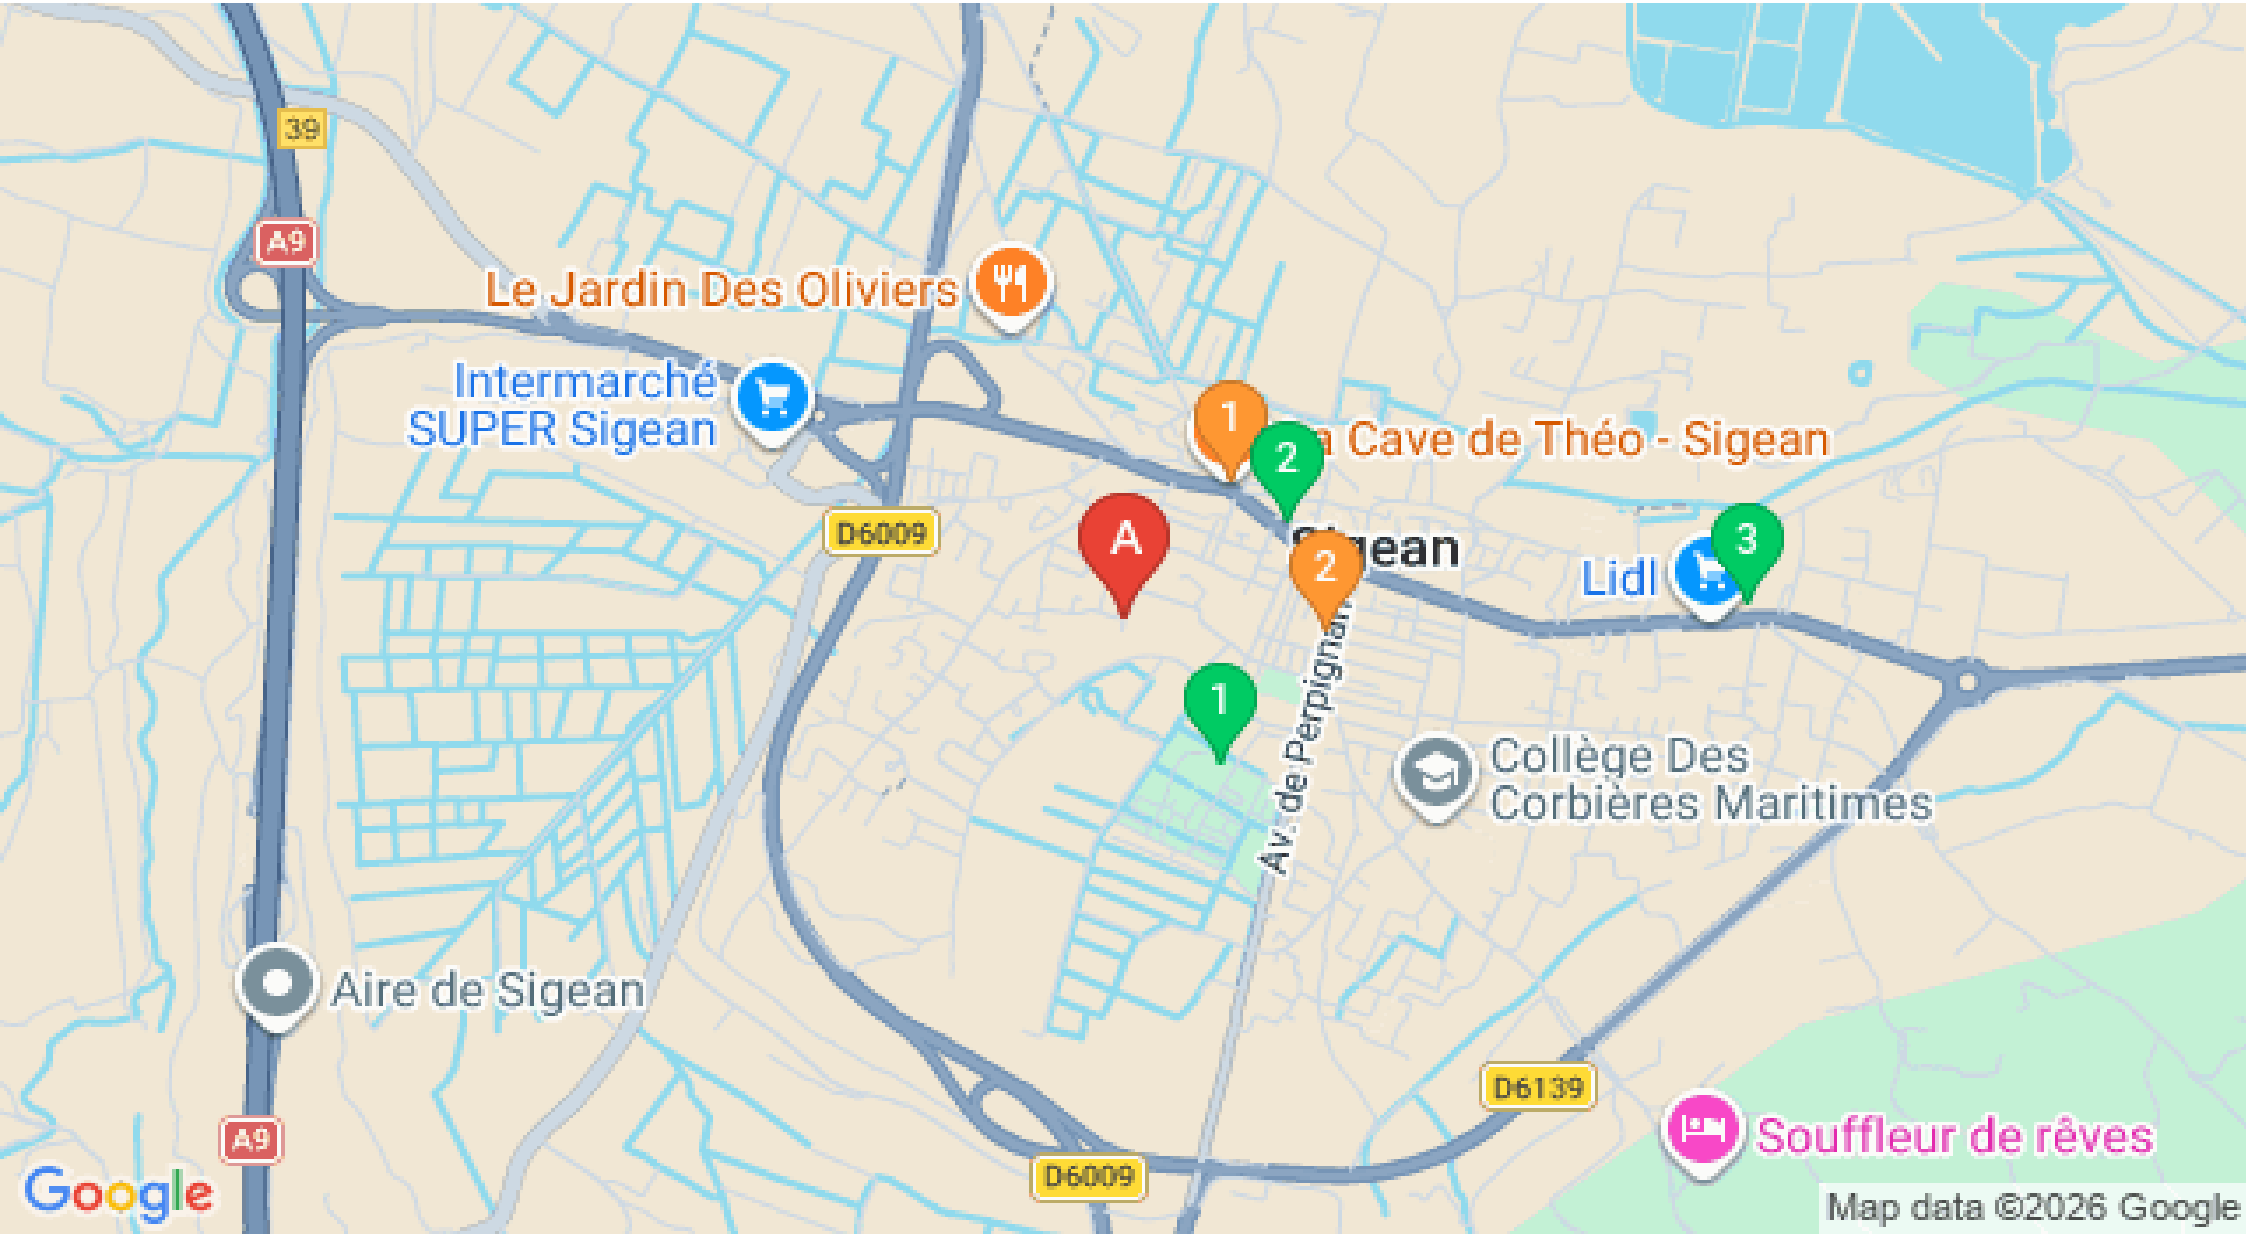 39
A9
Le Jardin Des Oliviers
Intermarché
SUPER Sigean
1
a Cave de Théo - Sigean
2
D6009
A
3
Sigean
2
Lidl
1
Av. de Perpignan
Collège Des
Corbières Maritimes
Aire de Sigean
D6139
A9
Souffleur de rêves
D6009
Google
Map data ©2026 Google